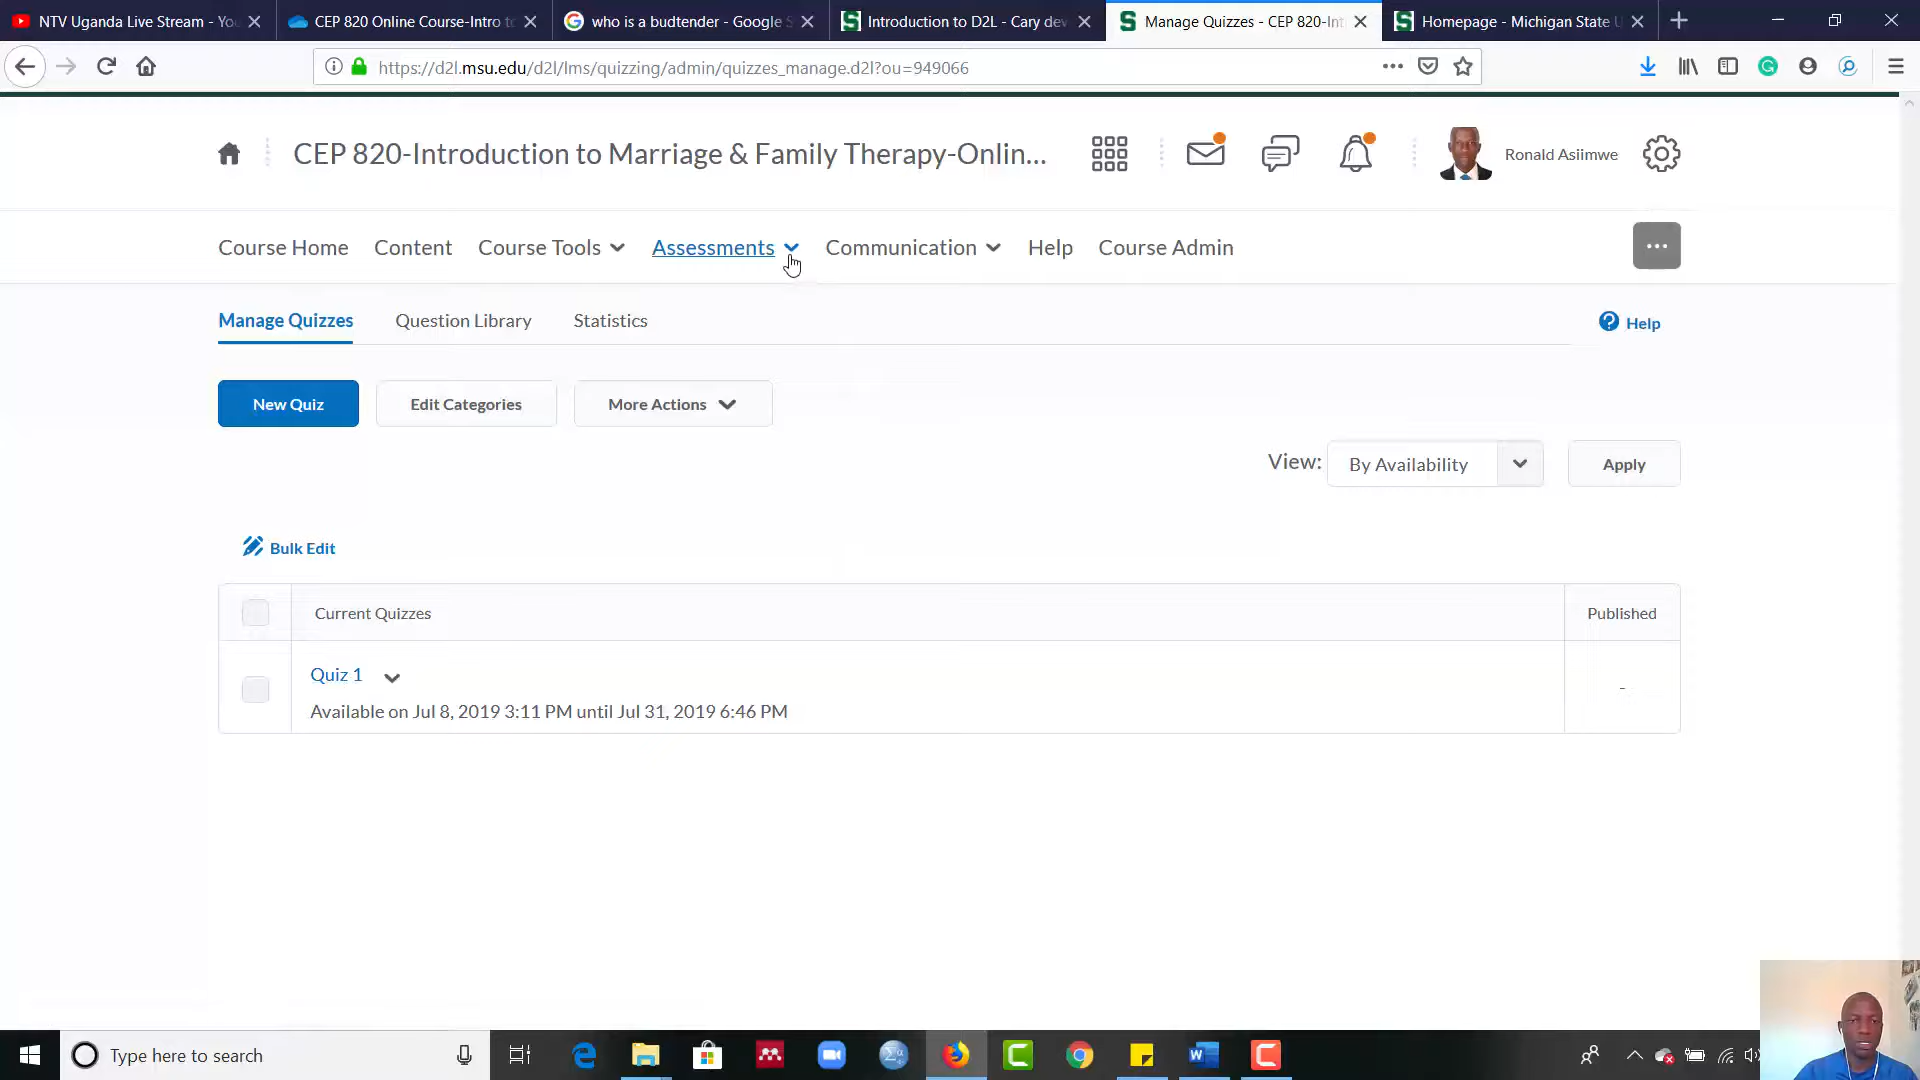 NTV Uganda Live Stream - Yo
CEP 820 Online Course-Intro to
who is a budtender - Google S
Introduction to D2L - Cary dev
Manage Quizzes - CEP 820-Int
Homepage - Michigan State U
https://d2l.msu.edu/d2l/lms/quizzing/admin/quizzes_manage.d2l?ou=949066
CEP 820-Introduction to Marriage & Family Therapy-Onlin...
Ronald Asiimwe
Course Home
Content
Course Tools
Assessments
Communication
Help
Course Admin
Manage Quizzes
Question Library
Statistics
Help
New Quiz
Edit Categories
More Actions
View:
By Availability
Apply
Bulk Edit
Current Quizzes
Published
Quiz 1
-
Available on Jul 8, 2019 3:11 PM until Jul 31, 2019 6:46 PM
Type here to search